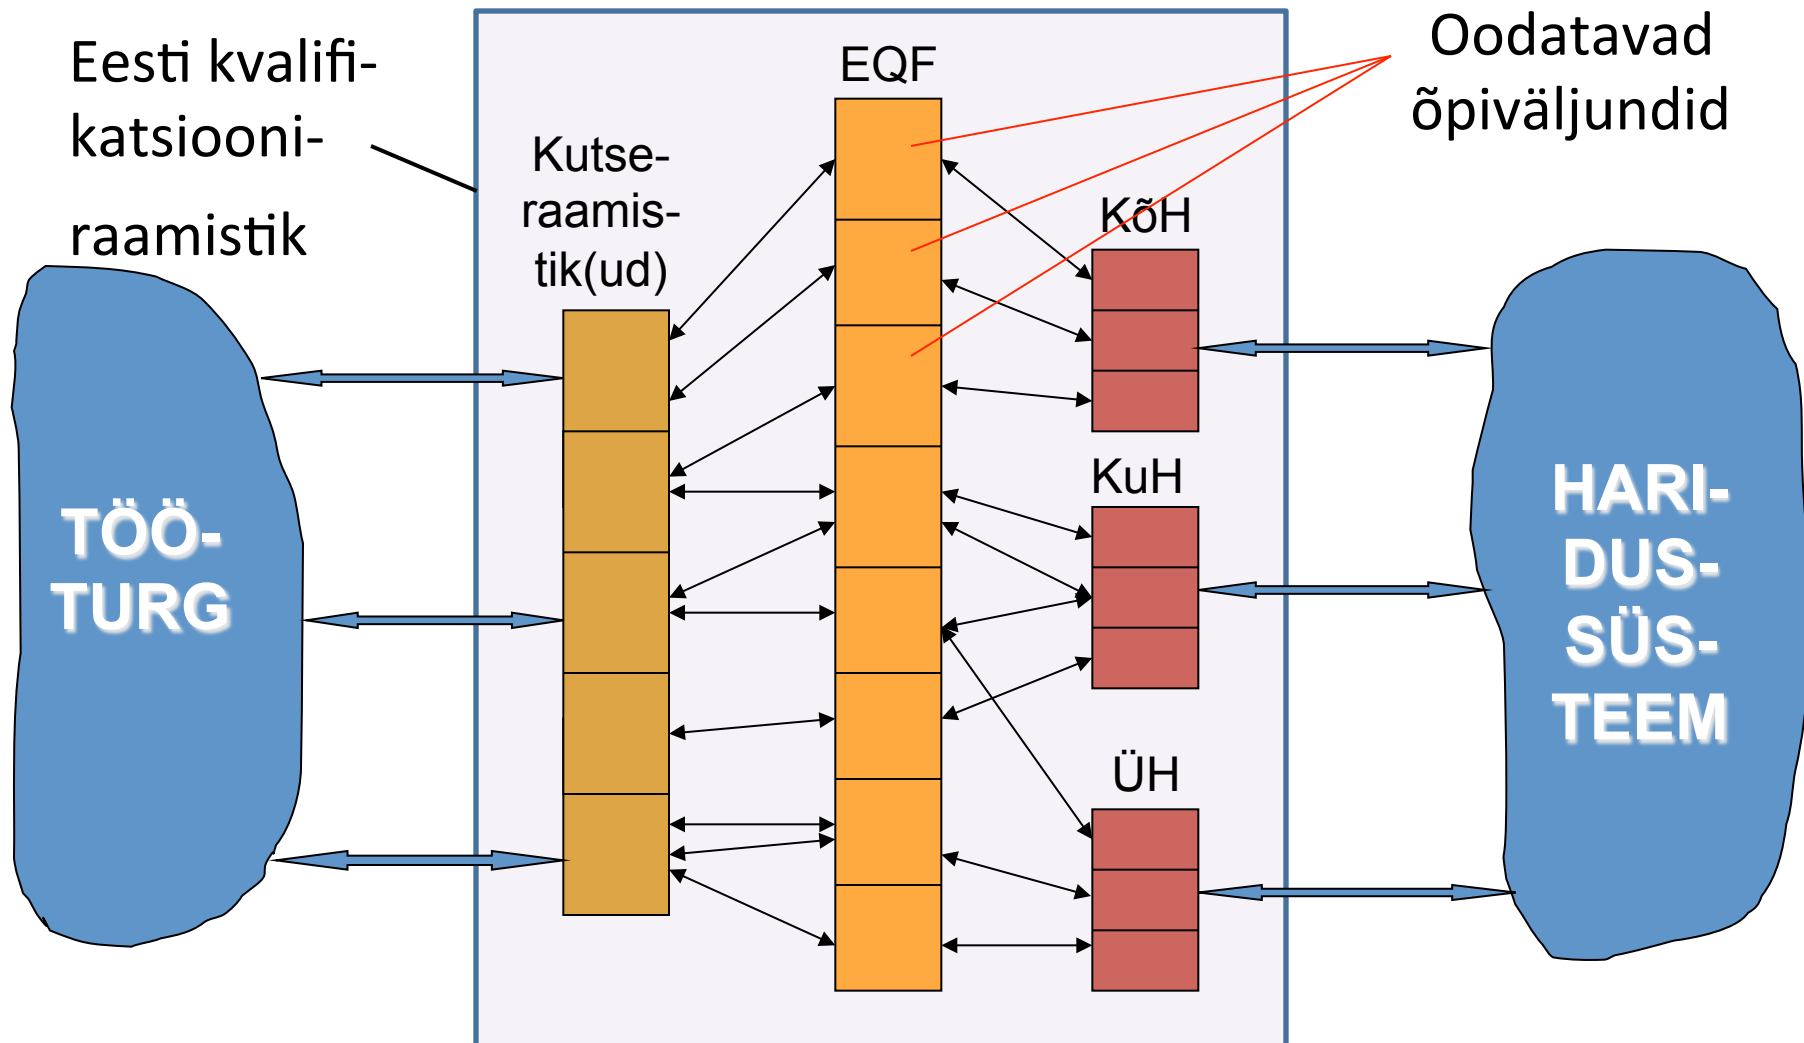 Eesti kvalifi-
katsiooni-
raamistik
EQF
Oodatavad
õpiväljundid
Kutse-
raamis-
tik(ud)
KõH
KuH
ÜH
TÖÖ-
TURG
HARI-
DUS-
SÜS-
TEEM